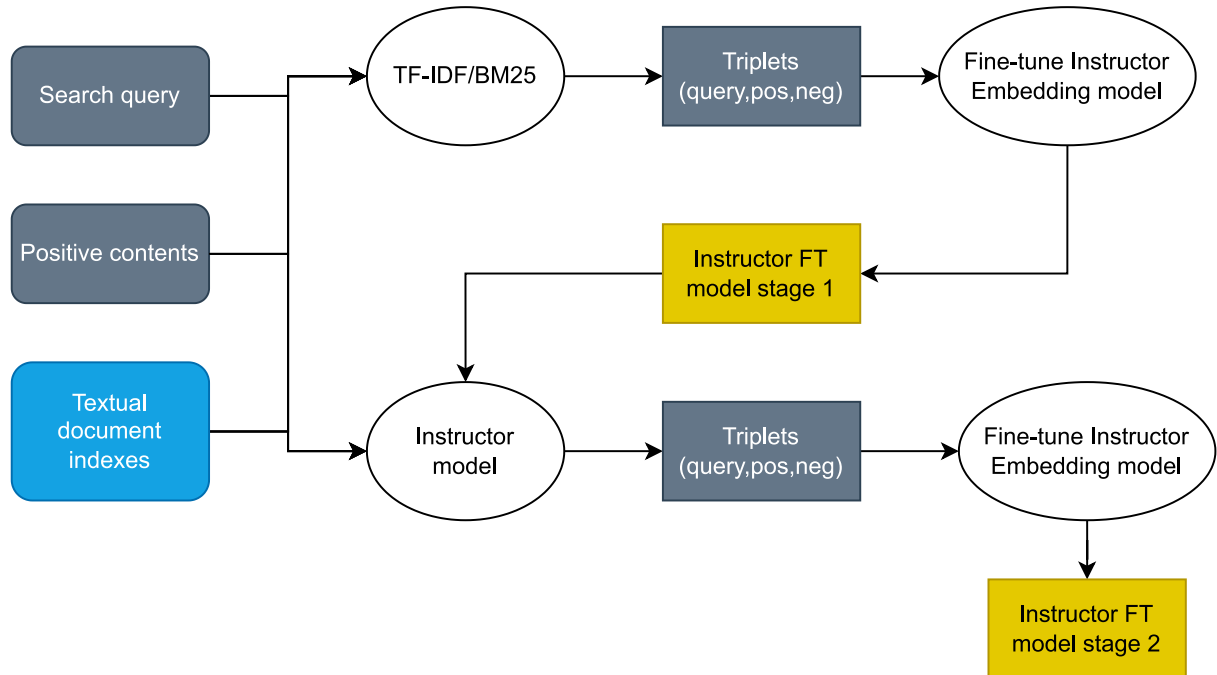 Search query
TF-IDF/BM25
Triplets
(query,pos,neg)
Fine-tune Instructor
Embedding model
Positive contents
Instructor FT
model stage 1
Textual
document
indexes
Instructor
model
Triplets
(query,pos,neg)
Fine-tune Instructor
Embedding model
Instructor FT
model stage 2